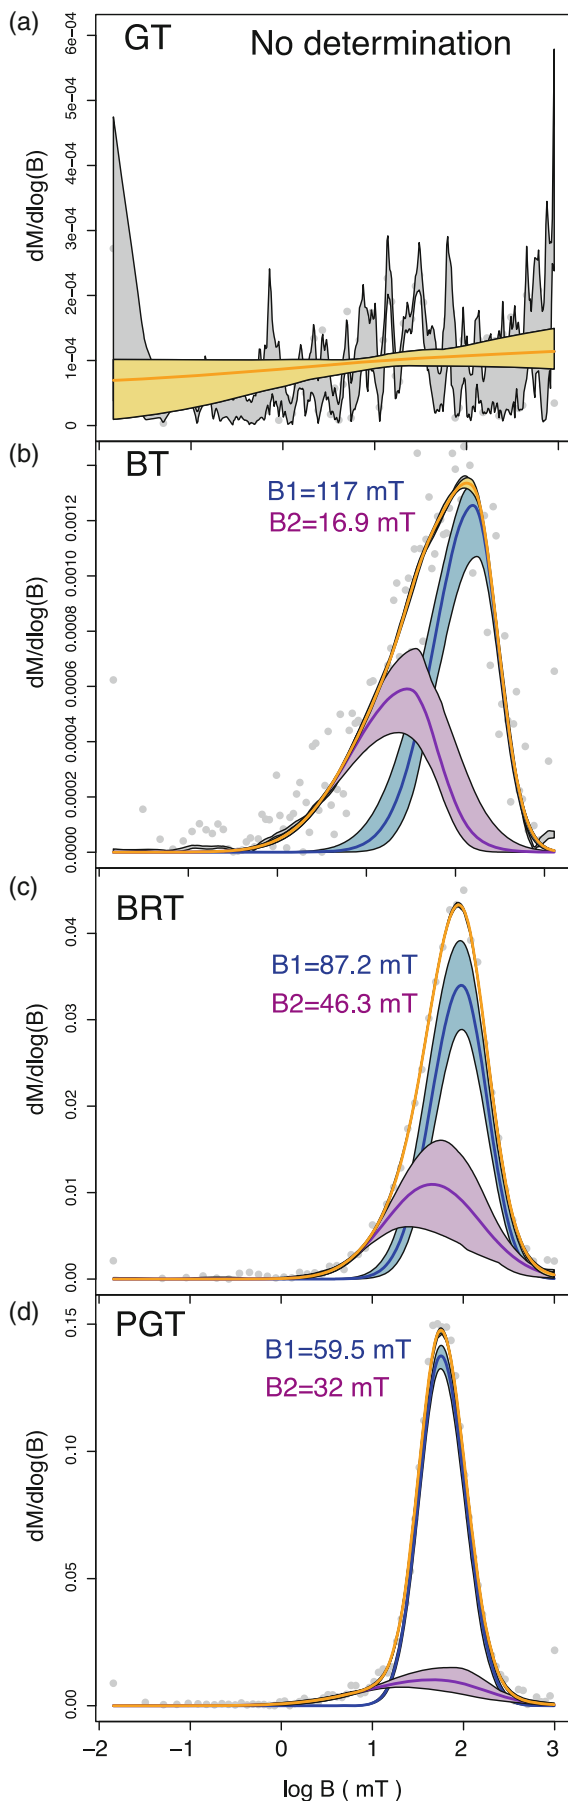 (a)
GT
No determination
6e−04
5e−04
4e−04
3e−04
2e−04
1e−04
0
dM/dlog(B)
(b)
BT
B1=117 mT
B2=16.9 mT
0.0012
0.0010
0.0008
0.0006
0.0004
0.0002
0.0000
dM/dlog(B)
(c)
BRT
B1=87.2 mT
B2=46.3 mT
0.04
0.03
0.02
0.01
0.00
dM/dlog(B)
(d)
PGT
B1=59.5 mT
B2=32 mT
0.15
0.10
0.05
0.00
dM/dlog(B)
−2 −1 0 1 2 3
log B ( mT )